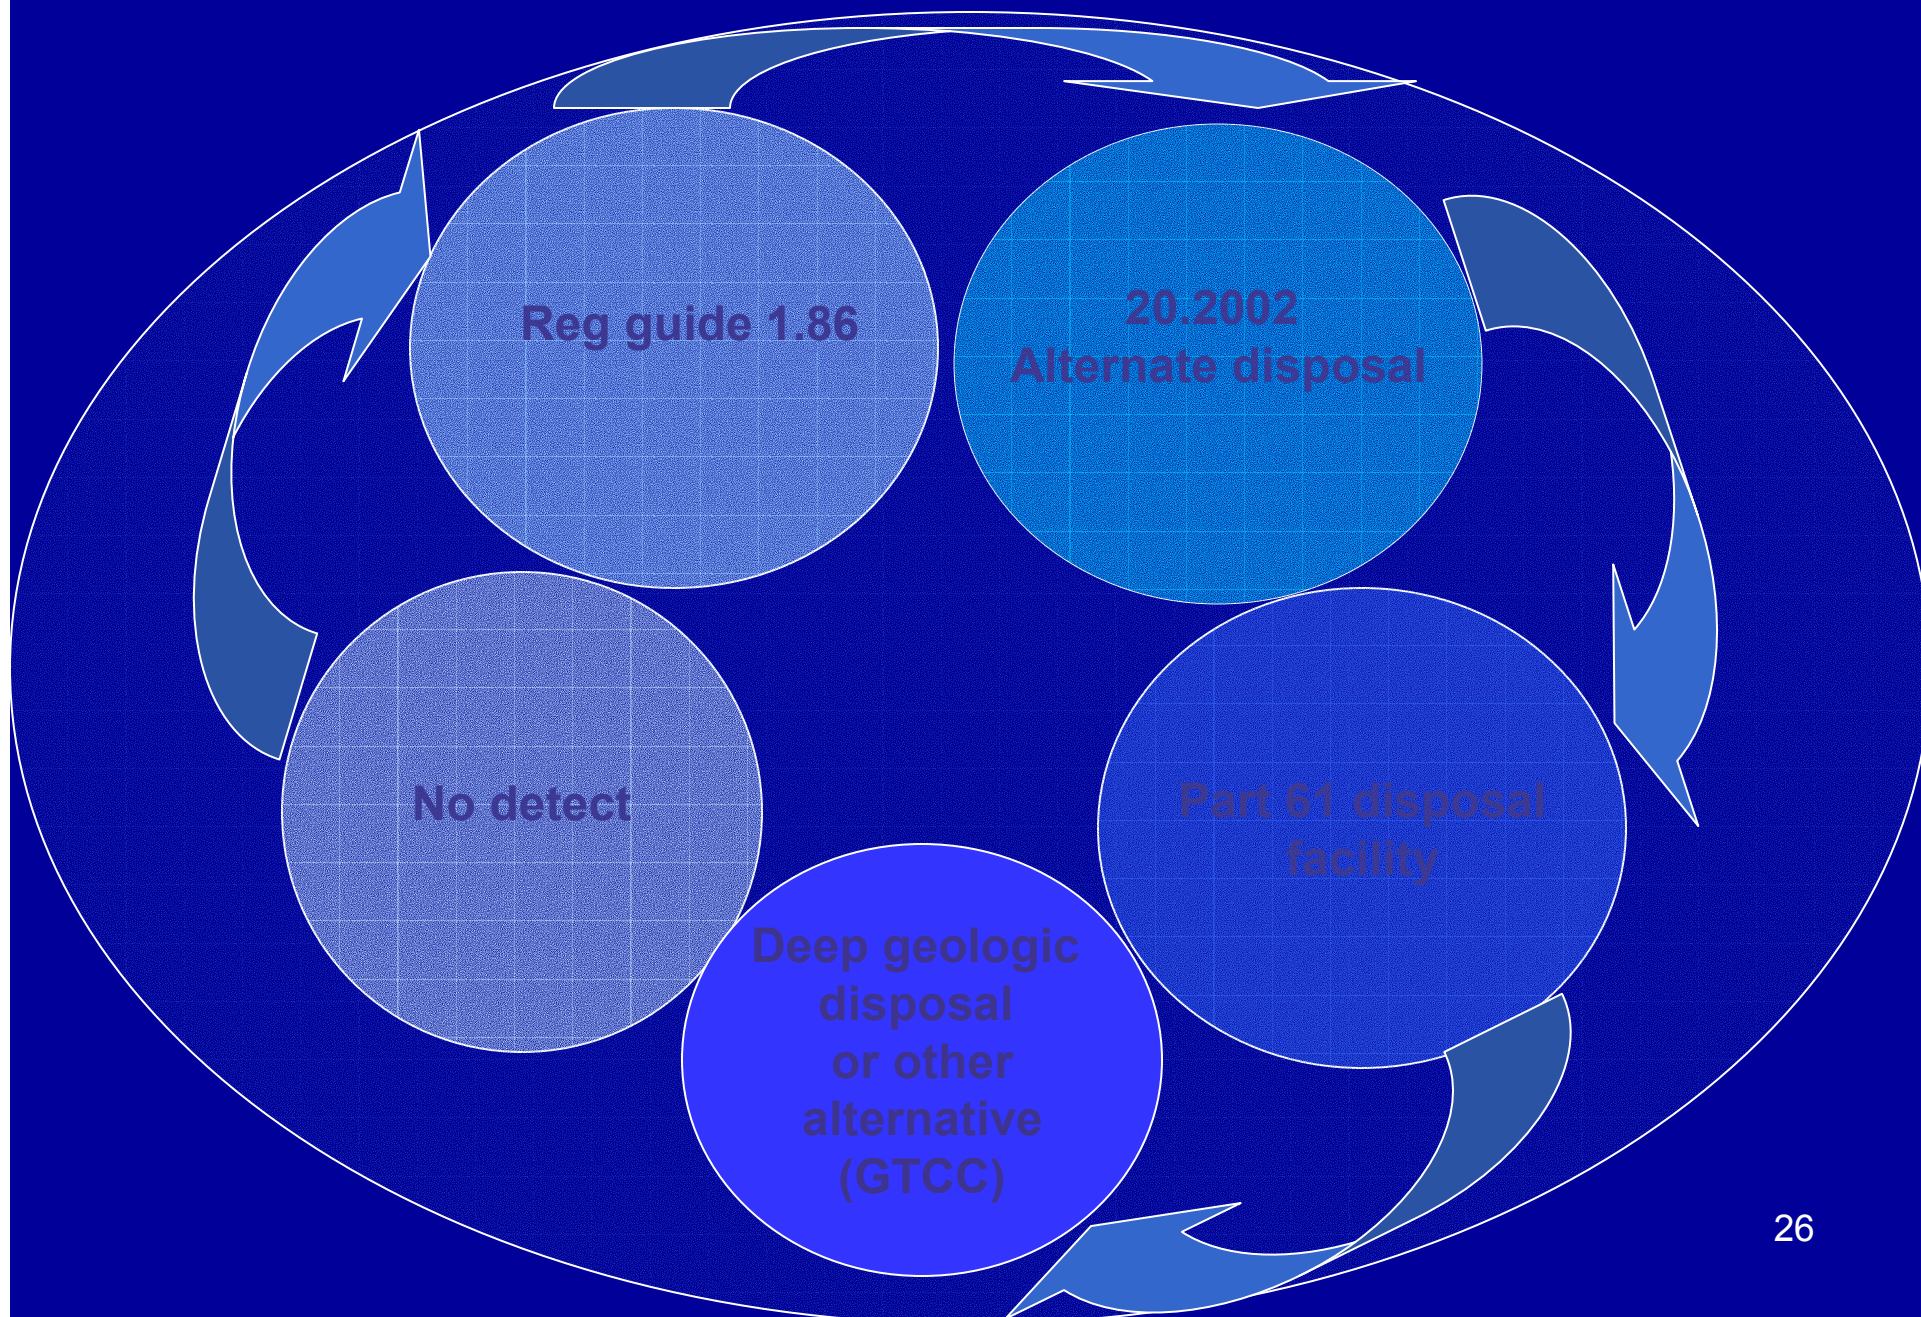 Reg guide 1.86
20.2002
Alternate disposal
No detect
Part 61 disposal
facility
Deep geologic
disposal
or other
alternative
(GTCC)
26